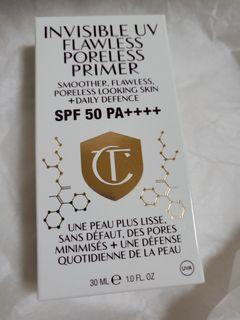 INVISIBLE UV
FLAWLESS
PORELESS
PRIMER
SMOOTHER, FLAWLESS,
PORELESS LOOKING SKIN
+DAILY DEFENCE
SPF 50 PA++++
CT
UNE PEAU PLUS LISSE,
SANS DÉFAUT, DES PORES
MINIMISÉS + UNE DÉFENSE
QUOTIDIENNE DE LA PEAU
30 ML e 1.0 FL. OZ
UVA